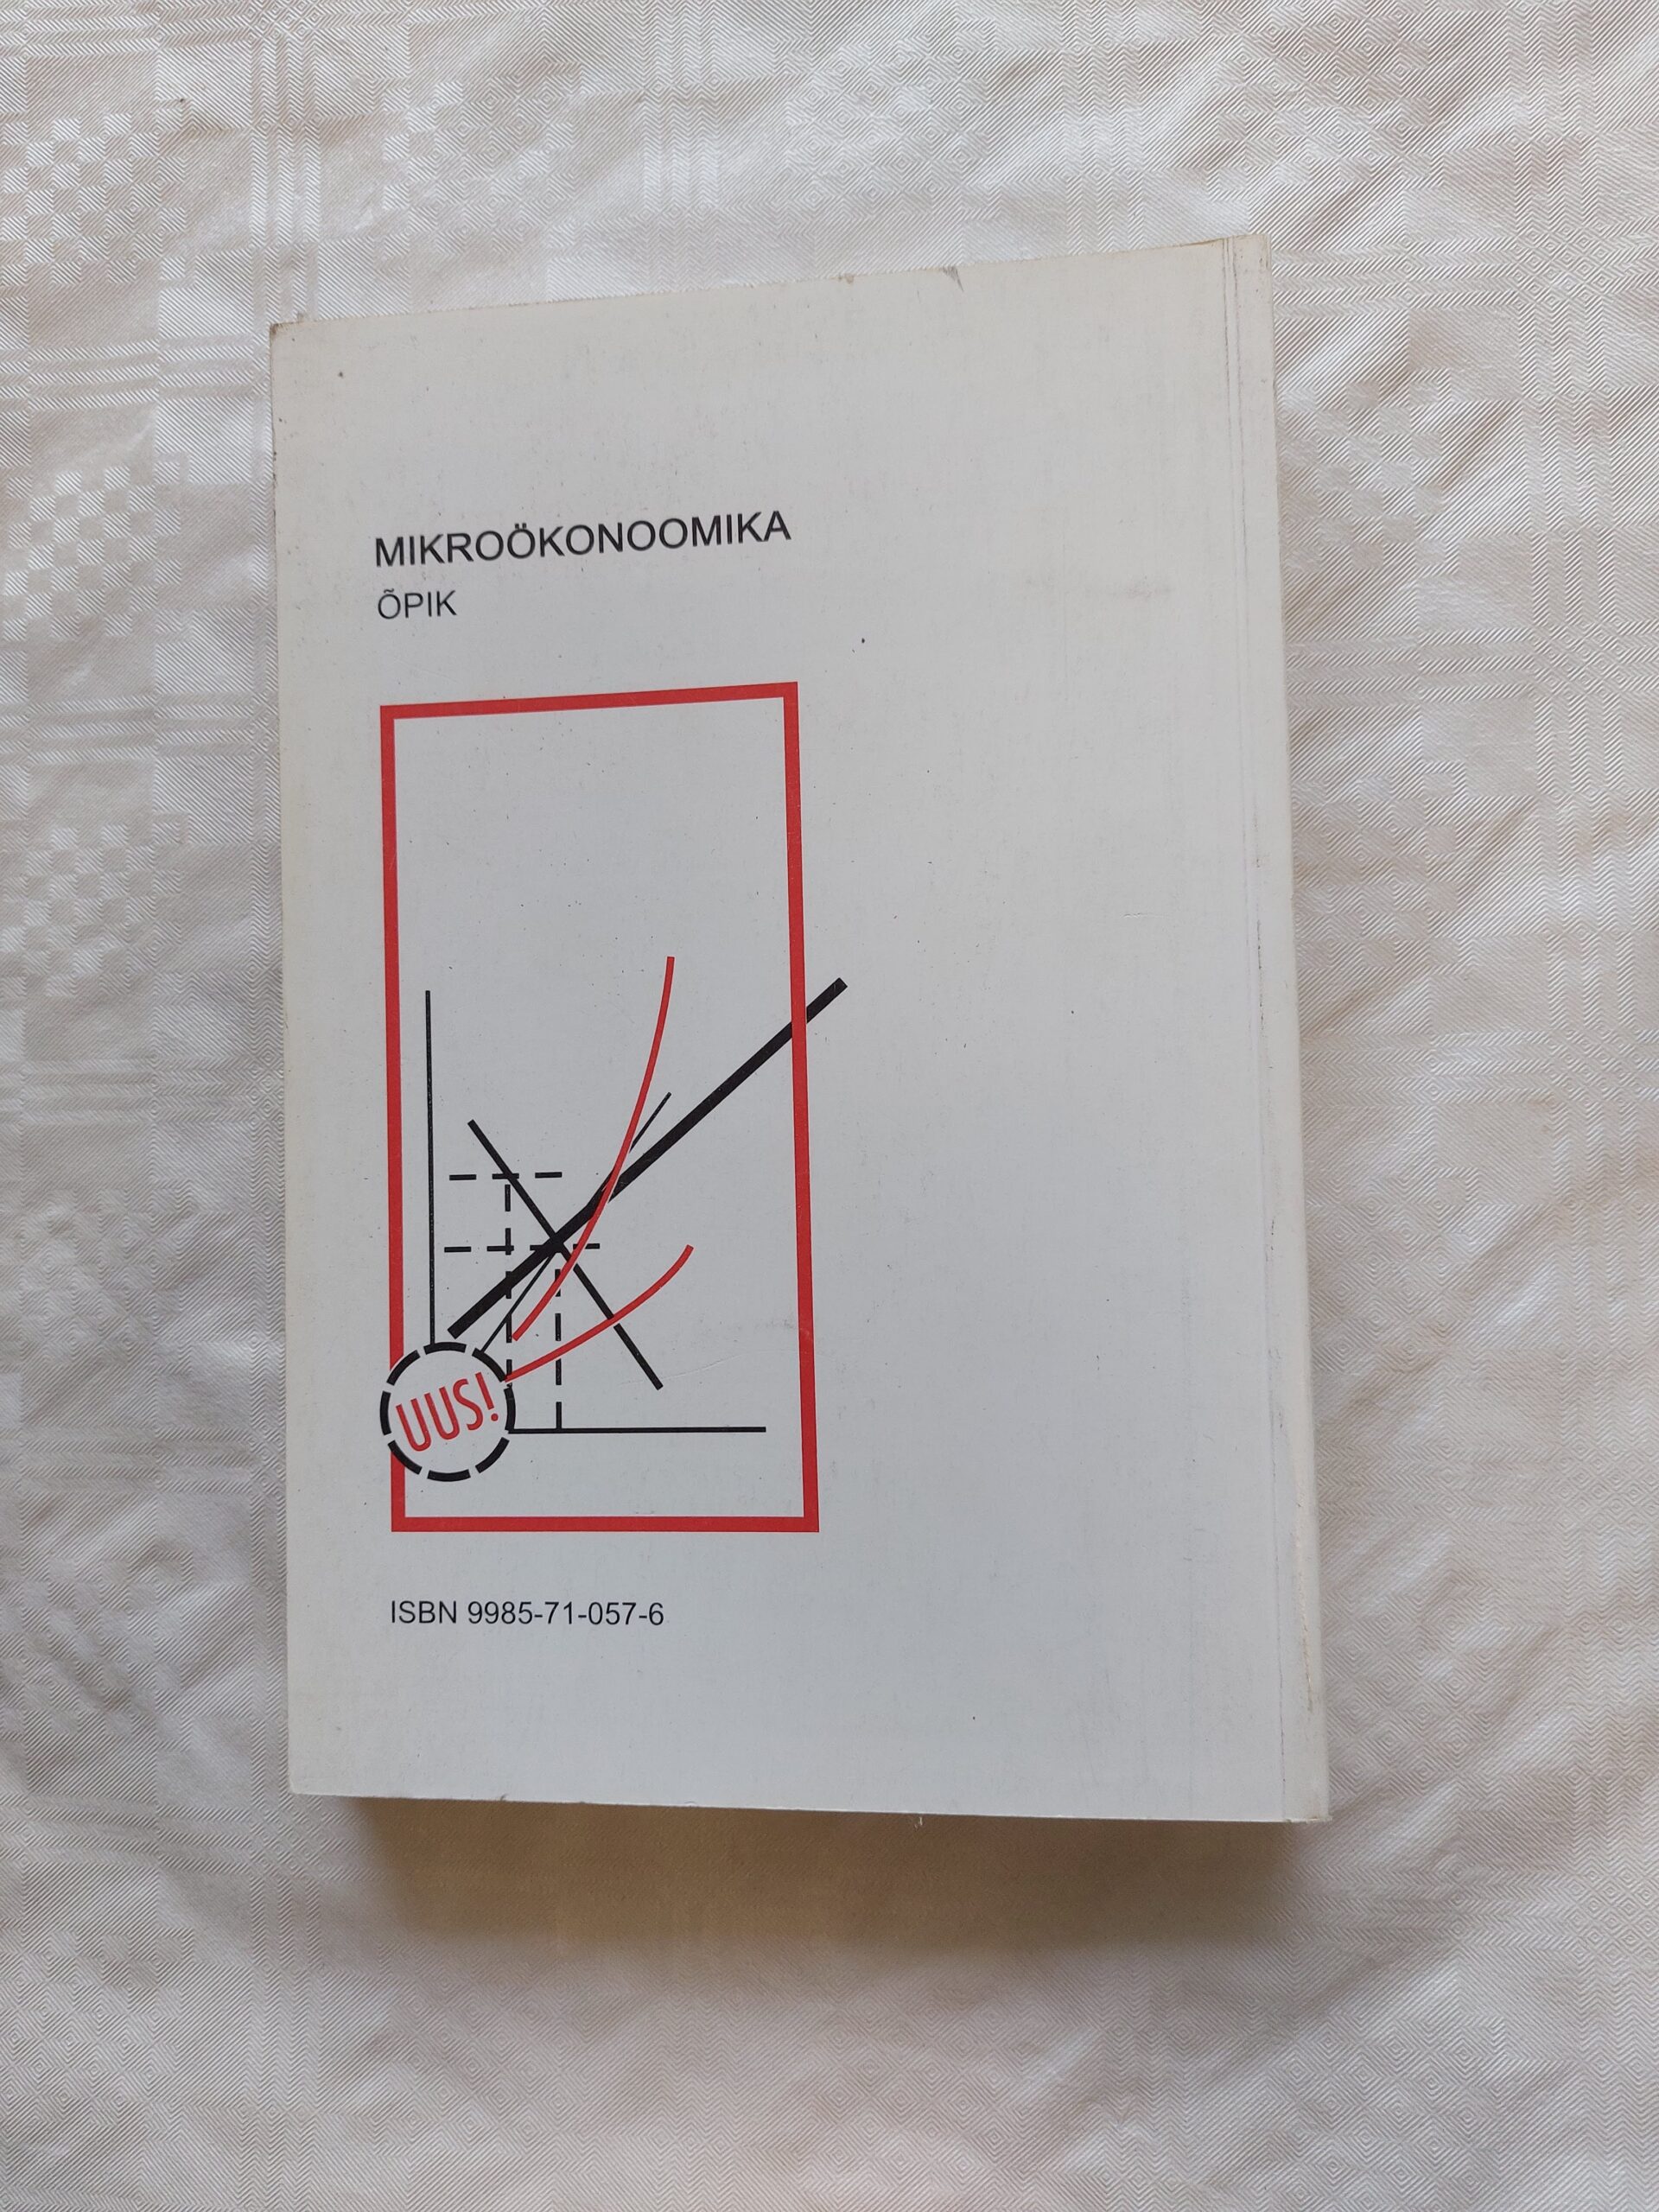 MIKROÖKONOOMIKA
ÕPIK
UUS!
ISBN 9985-71-057-6